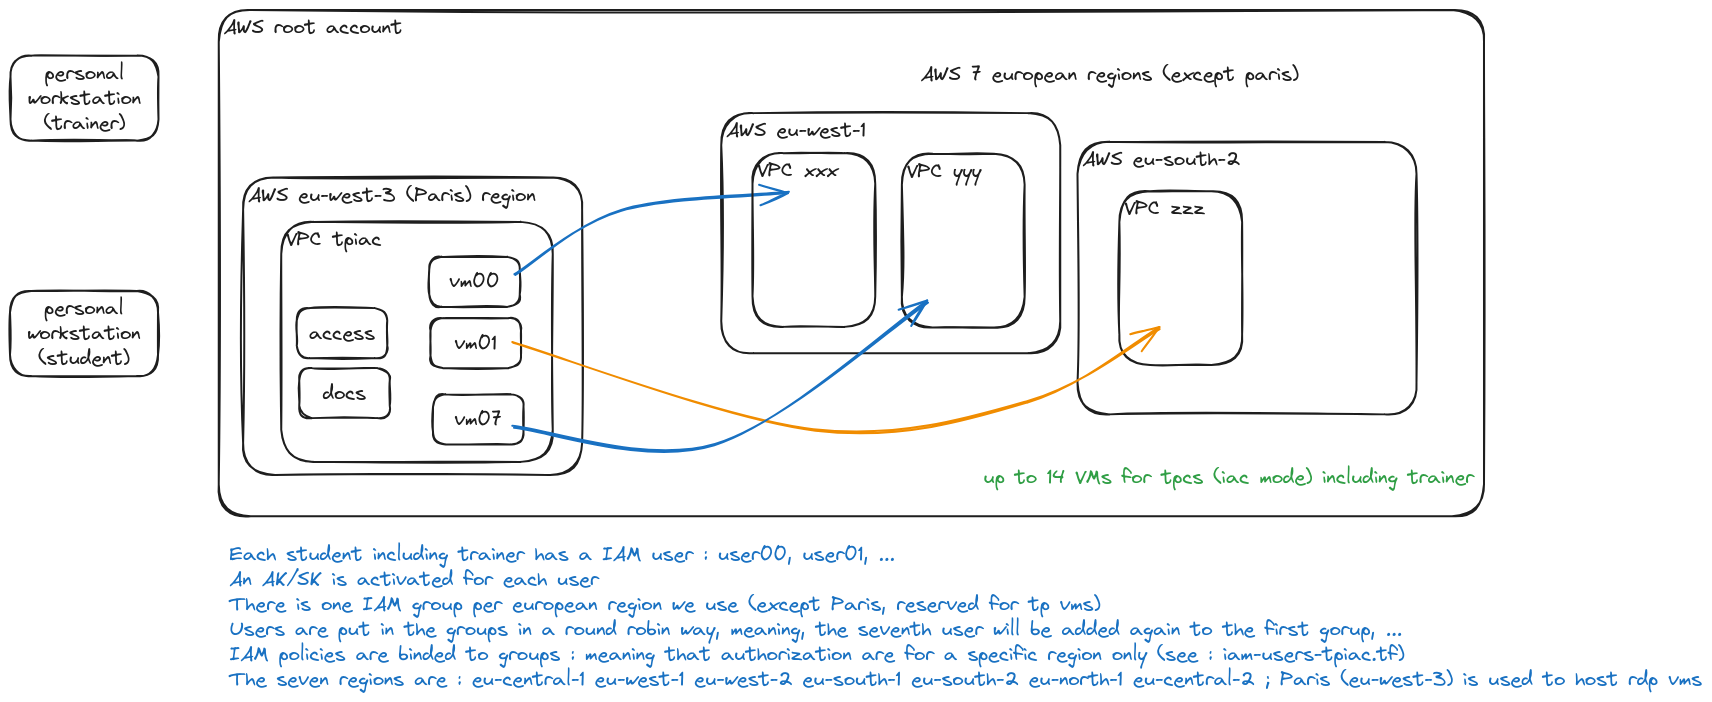 AWS root account
personal
workstation
(trainer)
AWS 7 european regions (except paris)
AWS eu-west-1
VPC xxx
VPC yyy
AWS eu-south-2
VPC zzz
AWS eu-west-3 (Paris) region
VPC tpiac
vm00
access
vm01
docs
vm07
personal
workstation
(student)
up to 14 VMs for tpcs (iac mode) including trainer
Each student including trainer has a IAM user : user00, user01, ...
An AK/SK is activated for each user
There is one IAM group per european region we use (except Paris, reserved for tp vms)
Users are put in the groups in a round robin way, meaning, the seventh user will be added again to the first gorup, ...
IAM policies are binded to groups : meaning that authorization are for a specific region only (see : iam-users-tpiac.tf)
The seven regions are : eu-central-1 eu-west-1 eu-west-2 eu-south-1 eu-south-2 eu-north-1 eu-central-2 ; Paris (eu-west-3) is used to host rdp vms